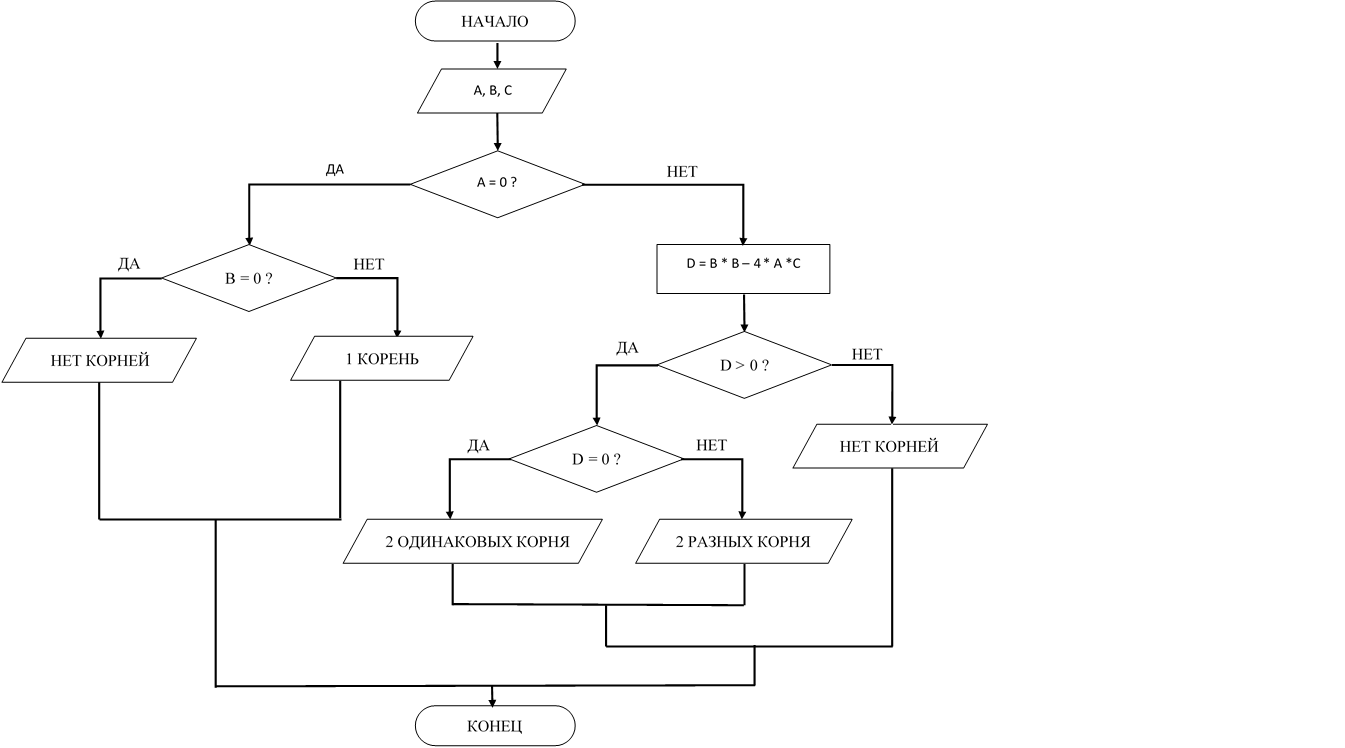 НАЧАЛО
A, B, C
ДА
НЕТ
A = 0 ?
ДА
B = 0 ?
НЕТ
D = B * B – 4 * A *C
НЕТ КОРНЕЙ
1 КОРЕНЬ
ДА
D > 0 ?
НЕТ
ДА
D = 0 ?
НЕТ
НЕТ КОРНЕЙ
2 ОДИНАКОВЫХ КОРНЯ
2 РАЗНЫХ КОРНЯ
КОНЕЦ